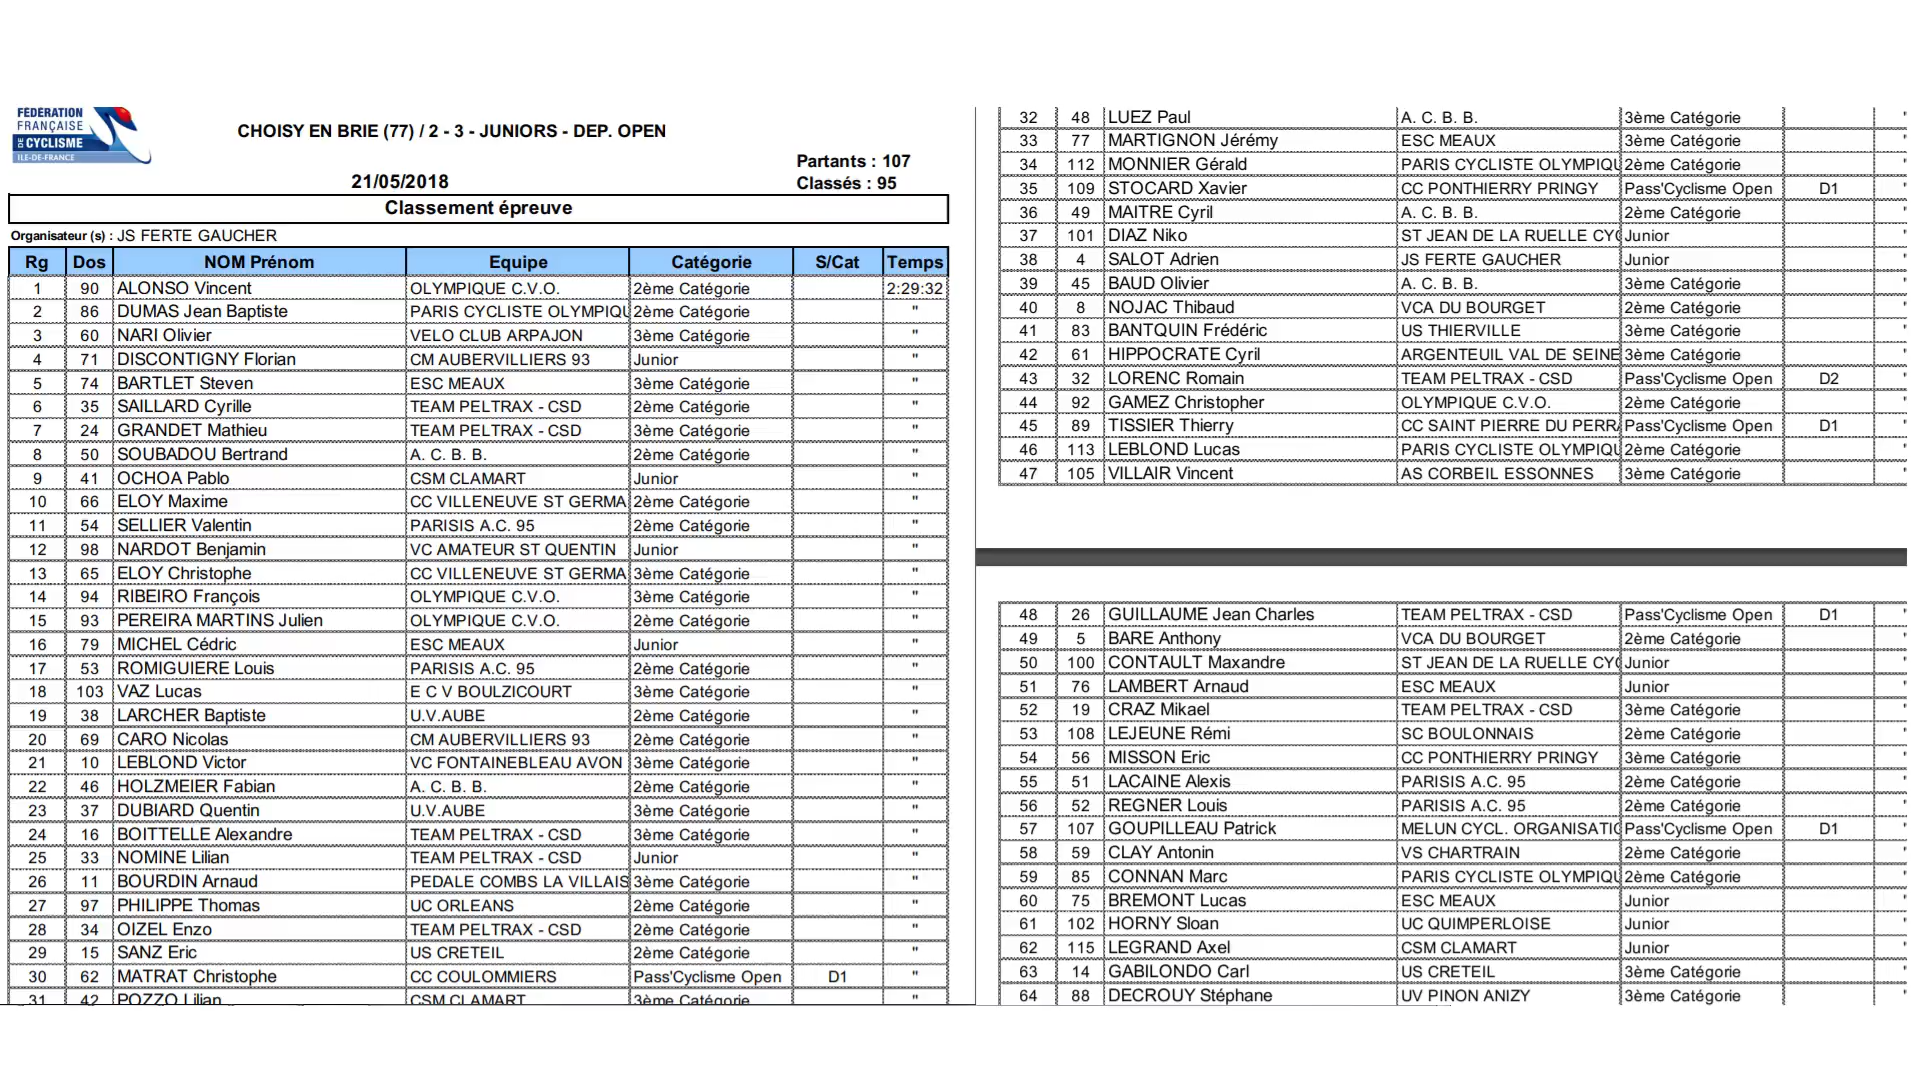 FÉDÉRATION
FRANÇAISE
DE CYCLISME
ILE-DE-FRANCE
CHOISY EN BRIE (77) / 2 - 3 - JUNIORS - DEP. OPEN
Partants : 107
21/05/2018
Classés : 95
Classement épreuve
Organisateur (s) : JS FERTE GAUCHER
Rg Dos NOM Prénom Equipe Catégorie S/Cat Temps
1 90 ALONSO Vincent OLYMPIQUE C.V.O. 2ème Catégorie 2:29:32
2 86 DUMAS Jean Baptiste PARIS CYCLISTE OLYMPIQU 2ème Catégorie "
3 60 NARI Olivier VELO CLUB ARPAJON 3ème Catégorie "
4 71 DISCONTIGNY Florian CM AUBERVILLIERS 93 Junior "
5 74 BARTLET Steven ESC MEAUX 3ème Catégorie "
6 35 SAILLARD Cyrille TEAM PELTRAX - CSD 2ème Catégorie "
7 24 GRANDET Mathieu TEAM PELTRAX - CSD 3ème Catégorie "
8 50 SOUBADOU Bertrand A. C. B. B. 2ème Catégorie "
9 41 OCHOA Pablo CSM CLAMART Junior "
10 66 ELOY Maxime CC VILLENEUVE ST GERMA 2ème Catégorie "
11 54 SELLIER Valentin PARISIS A.C. 95 2ème Catégorie "
12 98 NARDOT Benjamin VC AMATEUR ST QUENTIN Junior "
13 65 ELOY Christophe CC VILLENEUVE ST GERMA 3ème Catégorie "
14 94 RIBEIRO François OLYMPIQUE C.V.O. 3ème Catégorie "
15 93 PEREIRA MARTINS Julien OLYMPIQUE C.V.O. 2ème Catégorie "
16 79 MICHEL Cédric ESC MEAUX Junior "
17 53 ROMIGUIERE Louis PARISIS A.C. 95 2ème Catégorie "
18 103 VAZ Lucas E C V BOULZICOURT 3ème Catégorie "
19 38 LARCHER Baptiste U.V.AUBE 2ème Catégorie "
20 69 CARO Nicolas CM AUBERVILLIERS 93 2ème Catégorie "
21 10 LEBLOND Victor VC FONTAINEBLEAU AVON 3ème Catégorie "
22 46 HOLZMEIER Fabian A. C. B. B. 2ème Catégorie "
23 37 DUBIARD Quentin U.V.AUBE 3ème Catégorie "
24 16 BOITTELLE Alexandre TEAM PELTRAX - CSD 3ème Catégorie "
25 33 NOMINE Lilian TEAM PELTRAX - CSD Junior "
26 11 BOURDIN Arnaud PEDALE COMBS LA VILLAIS 3ème Catégorie "
27 97 PHILIPPE Thomas UC ORLEANS 2ème Catégorie "
28 34 OIZEL Enzo TEAM PELTRAX - CSD 2ème Catégorie "
29 15 SANZ Eric US CRETEIL 2ème Catégorie "
30 62 MATRAT Christophe CC COULOMMIERS Pass'Cyclisme Open D1 "
31 42 POZZO Lilian CSM CLAMART 3ème Catégorie "
32 48 LUEZ Paul A. C. B. B. 3ème Catégorie "
33 77 MARTIGNON Jérémy ESC MEAUX 3ème Catégorie "
34 112 MONNIER Gérald PARIS CYCLISTE OLYMPIQU 2ème Catégorie "
35 109 STOCARD Xavier CC PONTHIERRY PRINGY Pass'Cyclisme Open D1 "
36 49 MAITRE Cyril A. C. B. B. 2ème Catégorie "
37 101 DIAZ Niko ST JEAN DE LA RUELLE CYC Junior "
38 4 SALOT Adrien JS FERTE GAUCHER Junior "
39 45 BAUD Olivier A. C. B. B. 3ème Catégorie "
40 8 NOJAC Thibaud VCA DU BOURGET 2ème Catégorie "
41 83 BANTQUIN Frédéric US THIERVILLE 3ème Catégorie "
42 61 HIPPOCRATE Cyril ARGENTEUIL VAL DE SEINE 3ème Catégorie "
43 32 LORENC Romain TEAM PELTRAX - CSD Pass'Cyclisme Open D2 "
44 92 GAMEZ Christopher OLYMPIQUE C.V.O. 2ème Catégorie "
45 89 TISSIER Thierry CC SAINT PIERRE DU PERRA Pass'Cyclisme Open D1 "
46 113 LEBLOND Lucas PARIS CYCLISTE OLYMPIQU 2ème Catégorie "
47 105 VILLAIR Vincent AS CORBEIL ESSONNES 3ème Catégorie "
48 26 GUILLAUME Jean Charles TEAM PELTRAX - CSD Pass'Cyclisme Open D1 "
49 5 BARE Anthony VCA DU BOURGET 2ème Catégorie "
50 100 CONTAULT Maxandre ST JEAN DE LA RUELLE CYC Junior "
51 76 LAMBERT Arnaud ESC MEAUX Junior "
52 19 CRAZ Mikael TEAM PELTRAX - CSD 3ème Catégorie "
53 108 LEJEUNE Rémi SC BOULONNAIS 2ème Catégorie "
54 56 MISSON Eric CC PONTHIERRY PRINGY 3ème Catégorie "
55 51 LACAINE Alexis PARISIS A.C. 95 2ème Catégorie "
56 52 REGNER Louis PARISIS A.C. 95 2ème Catégorie "
57 107 GOUPILLEAU Patrick MELUN CYCL. ORGANISATIO Pass'Cyclisme Open D1 "
58 59 CLAY Antonin VS CHARTRAIN 2ème Catégorie "
59 85 CONNAN Marc PARIS CYCLISTE OLYMPIQU 2ème Catégorie "
60 75 BREMONT Lucas ESC MEAUX Junior "
61 102 HORNY Sloan UC QUIMPERLOISE Junior "
62 115 LEGRAND Axel CSM CLAMART Junior "
63 14 GABILONDO Carl US CRETEIL 3ème Catégorie "
64 88 DECROUY Stéphane UV PINON ANIZY 3ème Catégorie "